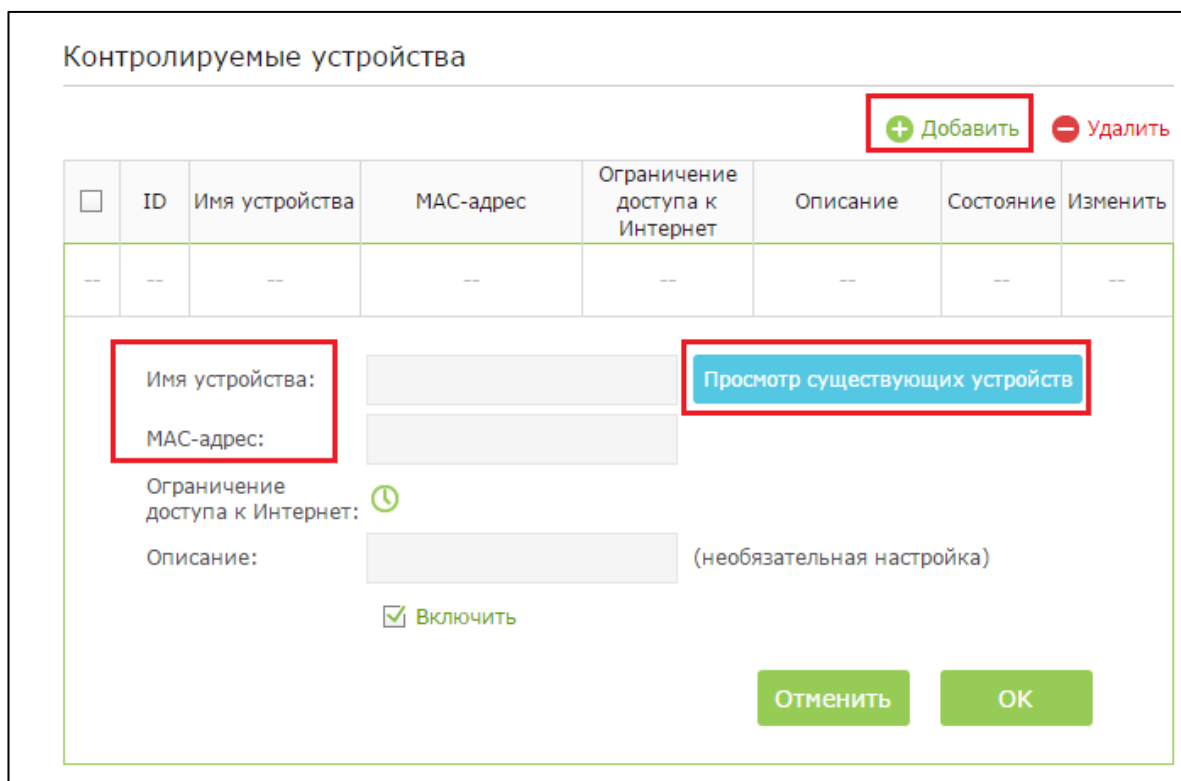 Контролируемые устройства
Добавить Удалить
ID Имя устройства MAC-адрес Ограничение доступа к Интернет Описание Состояние Изменить
-- -- -- -- -- -- -- --
Имя устройства: Просмотр существующих устройств
MAC-адрес:
Ограничение
доступа к Интернет:
Описание: (необязательная настройка)
Включить
Отменить OK